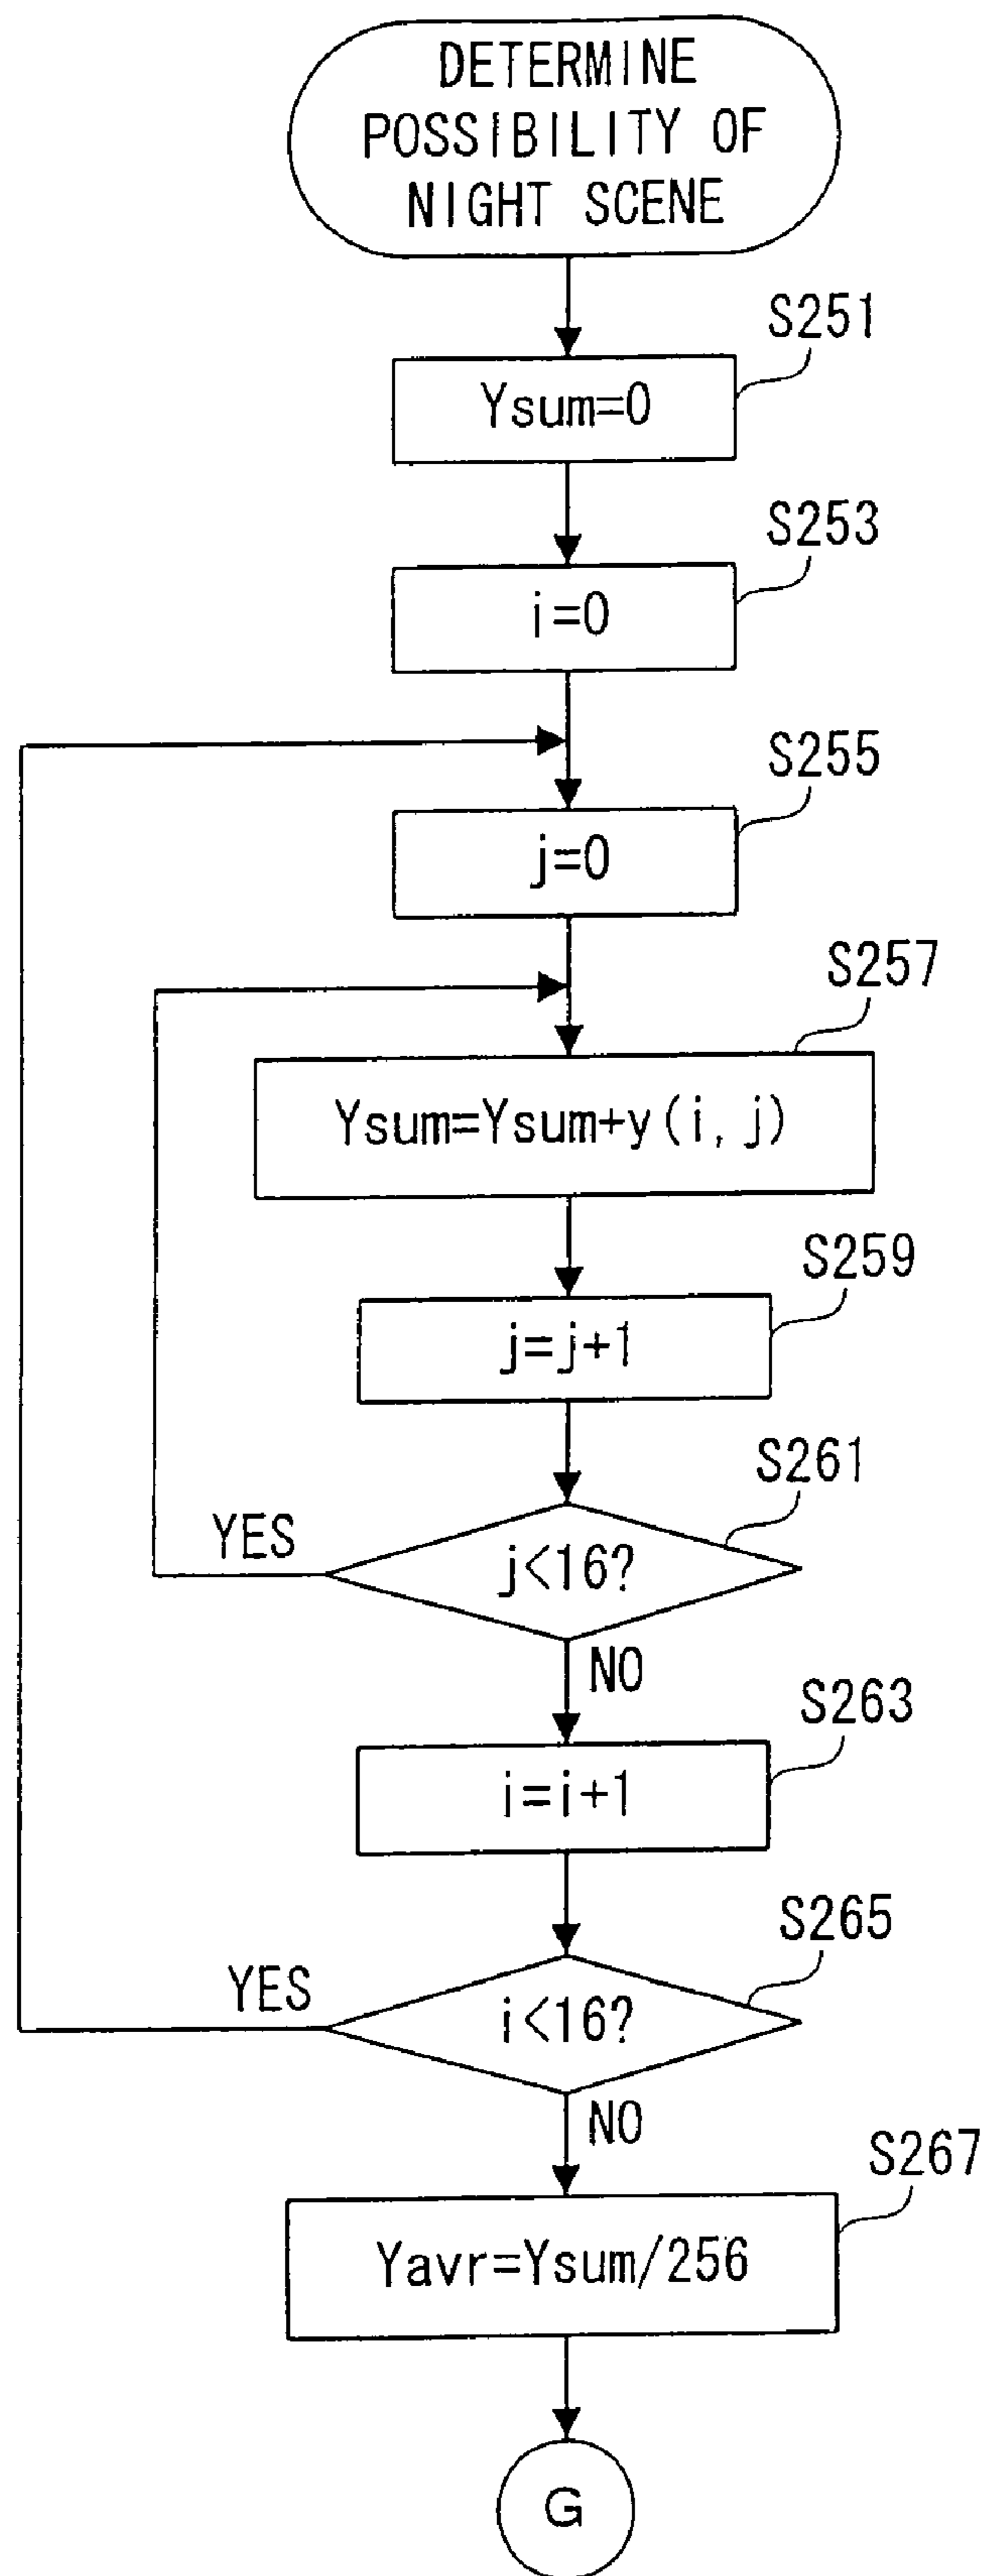 DETERMINE
POSSIBILITY OF
NIGHT SCENE
S251
Ysum=0
S253
i=0
S255
j=0
S257
Ysum=Ysum+y(i, j)
S259
j=j+1
S261
YES
j<16?
NO
S263
i=i+1
S265
YES
i<16?
NO
S267
Yavr=Ysum/256
G